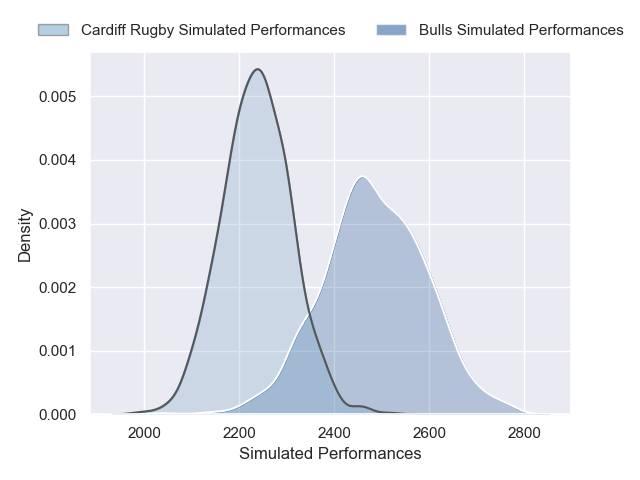 Cardiff Rugby Simulated Performances Bulls Simulated Performances
0.005
0.004
0.003
0.002
0.001
0.000
Density
2000 2200 2400 2600 2800
Simulated Performances